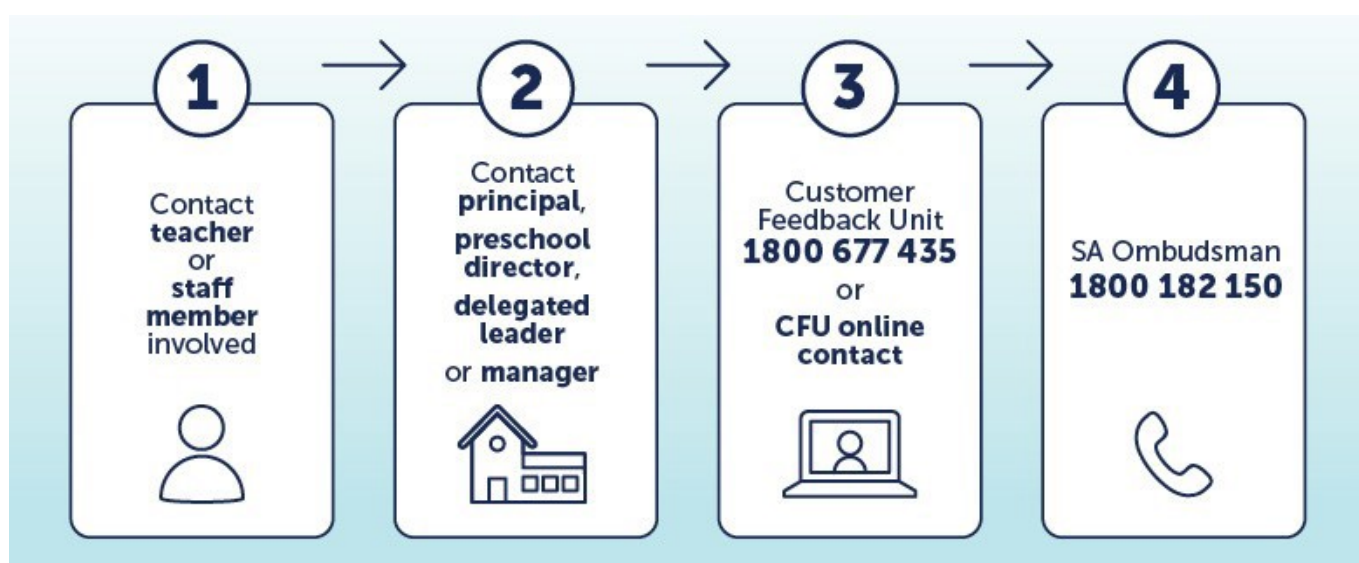 1
Contact
teacher
or
staff
member
involved
2
Contact
principal,
preschool
director,
delegated
leader
or manager
3
Customer
Feedback Unit
1800 677 435
or
CFU online
contact
4
SA Ombudsman
1800 182 150